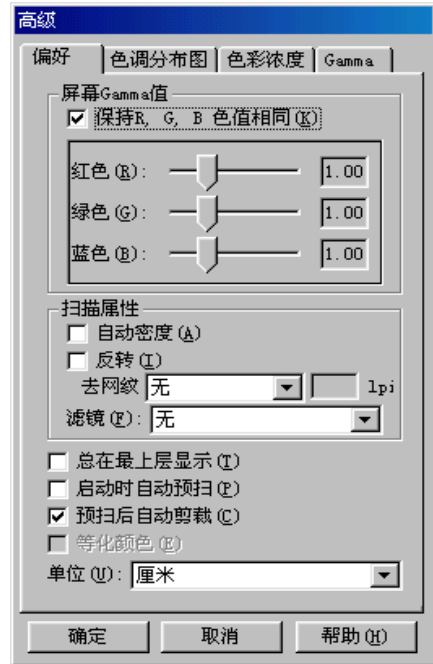 高级
偏好 色调分布图 色彩浓度 Gamma
屏幕Gamma值
保持R, G, B 色值相同(K)
红色(R): 1.00
绿色(G): 1.00
蓝色(B): 1.00
扫描属性
自动密度(A)
反转(I)
去网纹 无 lpi
滤镜(F): 无
总在最上层显示(T)
启动时自动预扫(P)
预扫后自动剪裁(C)
等化颜色(E)
单位(U): 厘米
确定 取消 帮助(H)